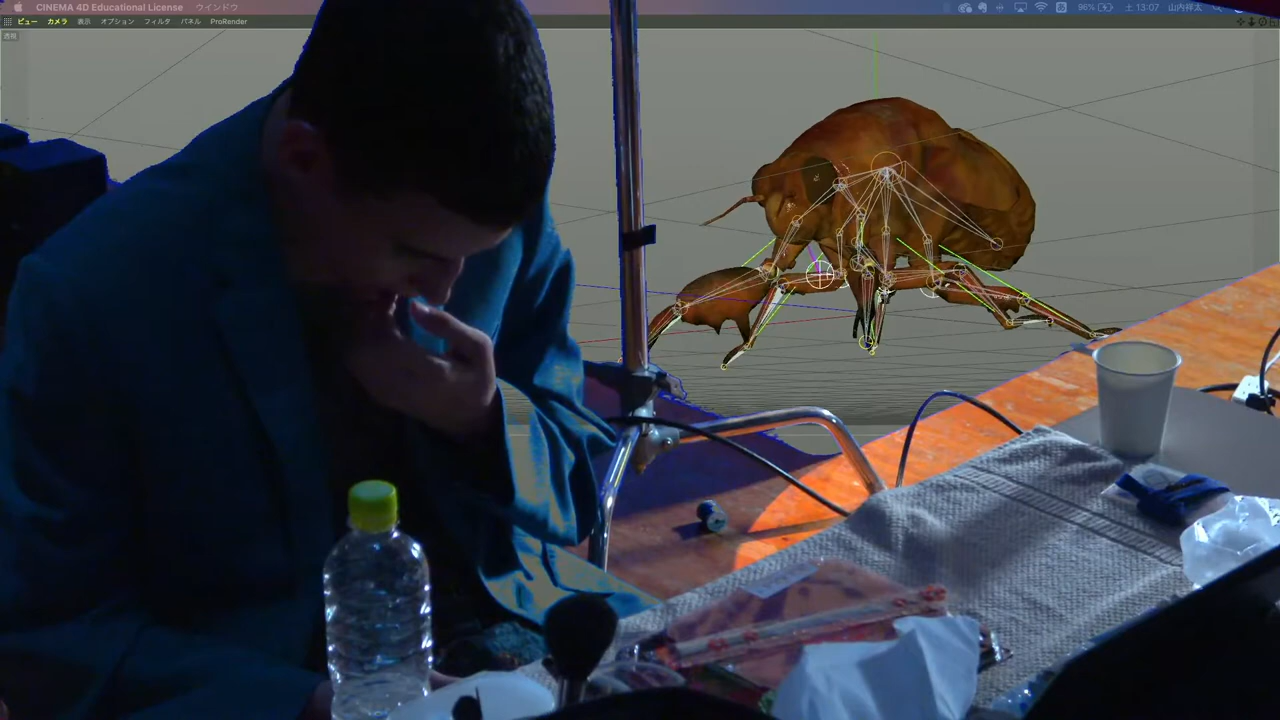 CINEMA 4D Educational License ウインドウ
96% 土 13:07 山内祥太
ビュー カメラ 表示 オプション フィルタ パネル ProRender
透視